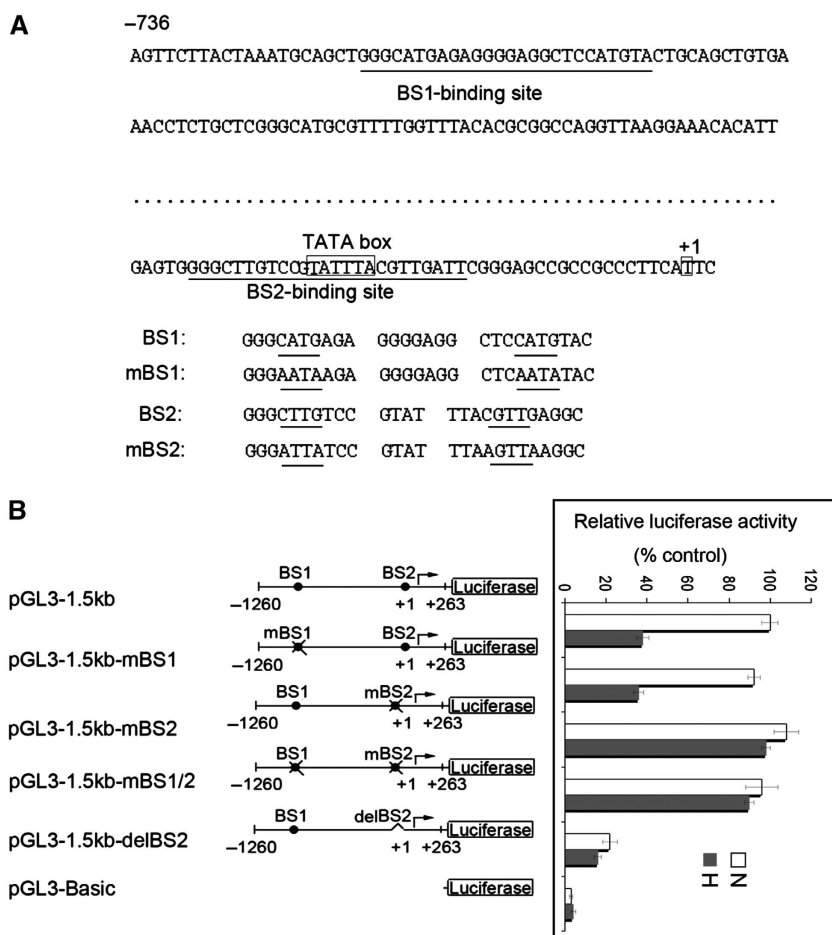 A
–736
AGTTCTTACTAAATGCAGCTGGGCATGAGAGGGGAGGCTCCATGTACTGCAGCTGTGA
BS1-binding site
AACCTCTGCTCGGGCATGCGTTTTGGTTTACACGCGGCCAGGTTAAGGAAACACATT
TATA box
+1
GAGTGGGGCTTGTCCGTATTTACGTTGATTCGGGAGCCGCCGCCCTTCATTC
BS2-binding site
BS1: GGGCATGAGA GGGGAGG CTCCATGTAC
mBS1: GGGAATAAGA GGGGAGG CTCAATATAC
BS2: GGGCTTGTCC GTAT TTACGTTGAGGC
mBS2: GGGATTATCC GTAT TTAAGTTAAGGC
B
Relative luciferase activity
(% control)
0 20 40 60 80 100 120
pGL3-1.5kb
BS1 BS2
–1260 +1 +263 Luciferase
pGL3-1.5kb-mBS1
mBS1 BS2
–1260 +1 +263 Luciferase
pGL3-1.5kb-mBS2
BS1 mBS2
–1260 +1 +263 Luciferase
pGL3-1.5kb-mBS1/2
BS1 mBS2
–1260 +1 +263 Luciferase
pGL3-1.5kb-delBS2
BS1 delBS2
–1260 +1 +263 Luciferase
pGL3-Basic
Luciferase
H N